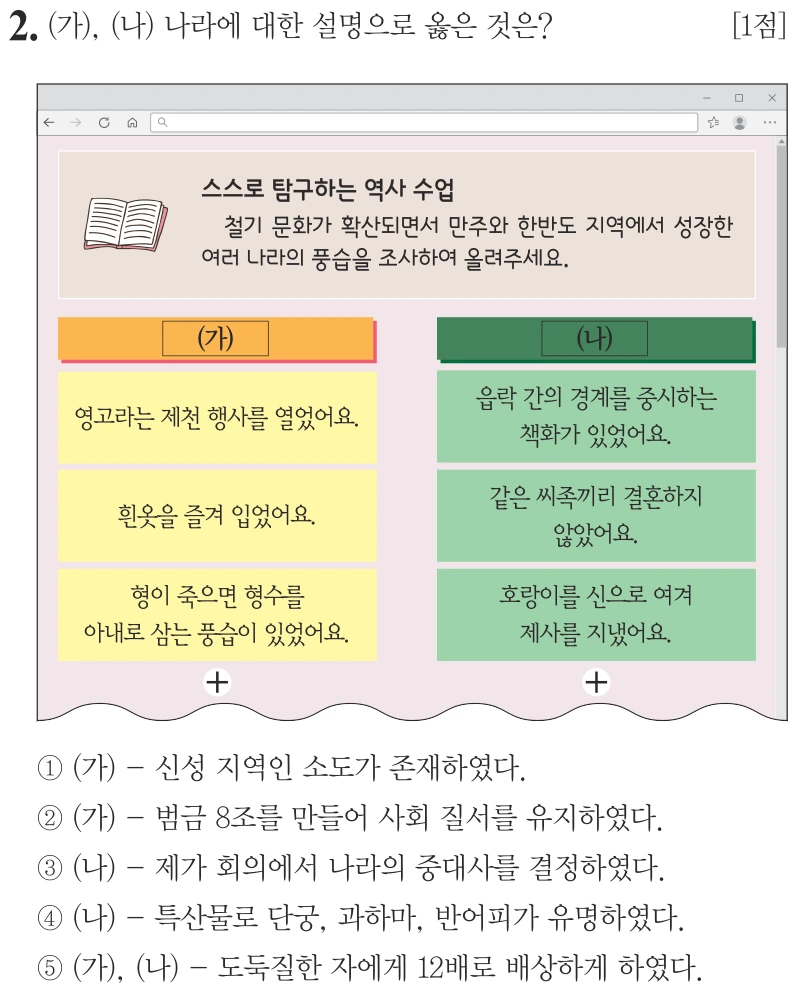 2. (가), (나) 나라에 대한 설명으로 옳은 것은? [1점]
스스로 탐구하는 역사 수업
철기 문화가 확산되면서 만주와 한반도 지역에서 성장한
여러 나라의 풍습을 조사하여 올려주세요.
(가)
영고라는 제천 행사를 열었어요.
흰옷을 즐겨 입었어요.
형이 죽으면 형수를
아내로 삼는 풍습이 있었어요.
(나)
읍락 간의 경계를 중시하는
책화가 있었어요.
같은 씨족끼리 결혼하지
않았어요.
호랑이를 신으로 여겨
제사를 지냈어요.
① (가) - 신성 지역인 소도가 존재하였다.
② (가) - 범금 8조를 만들어 사회 질서를 유지하였다.
③ (나) - 제가 회의에서 나라의 중대사를 결정하였다.
④ (나) - 특산물로 단궁, 과하마, 반어피가 유명하였다.
⑤ (가), (나) - 도둑질한 자에게 12배로 배상하게 하였다.